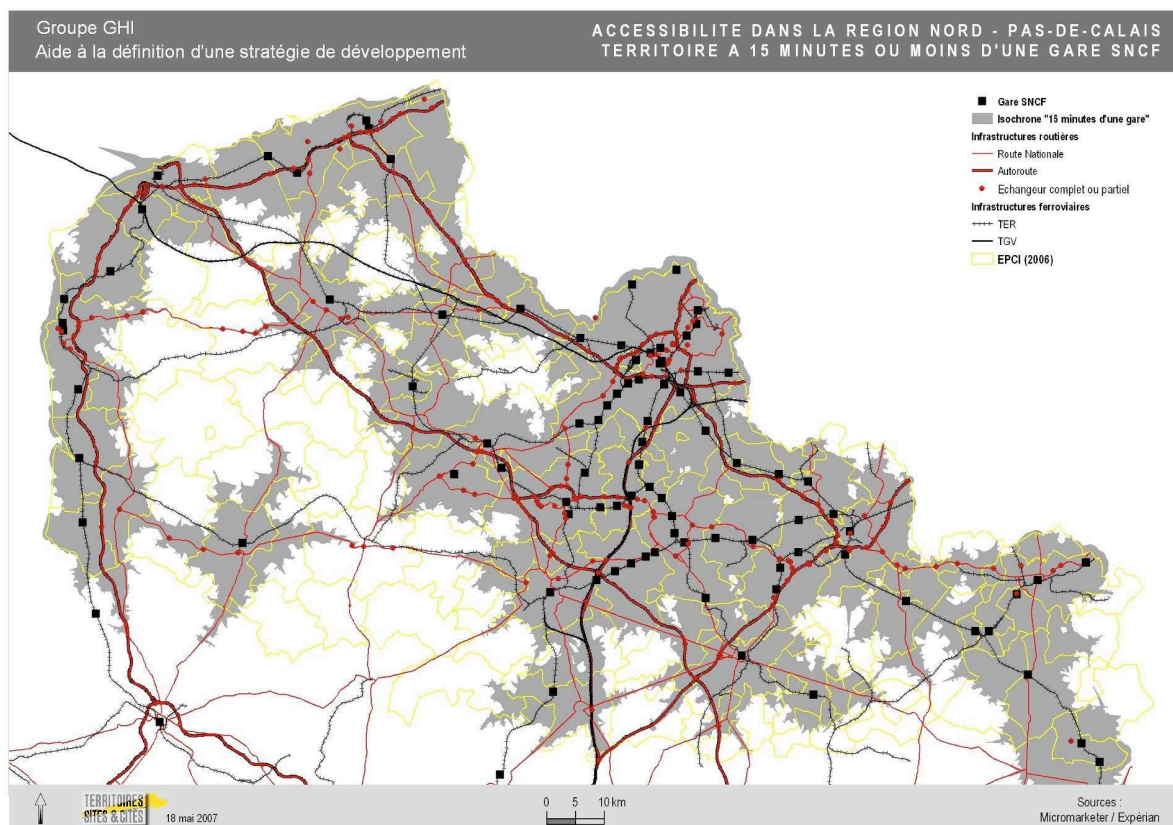 Groupe GHI
Aide à la définition d'une stratégie de développement
ACCESSIBILITE DANS LA REGION NORD - PAS-DE-CALAIS
TERRITOIRE A 15 MINUTES OU MOINS D'UNE GARE SNCF
Gare SNCF
Isochrone "15 minutes d'une gare"
Infrastructures routières
Route Nationale
Autoroute
Echangeur complet ou partiel
Infrastructures ferroviaires
TER
TGV
EPCI (2006)
TERRITOIRES
SITES & CITÉS
18 mai 2007
0 5 10 km
Sources :
Micromarketer / Expérian